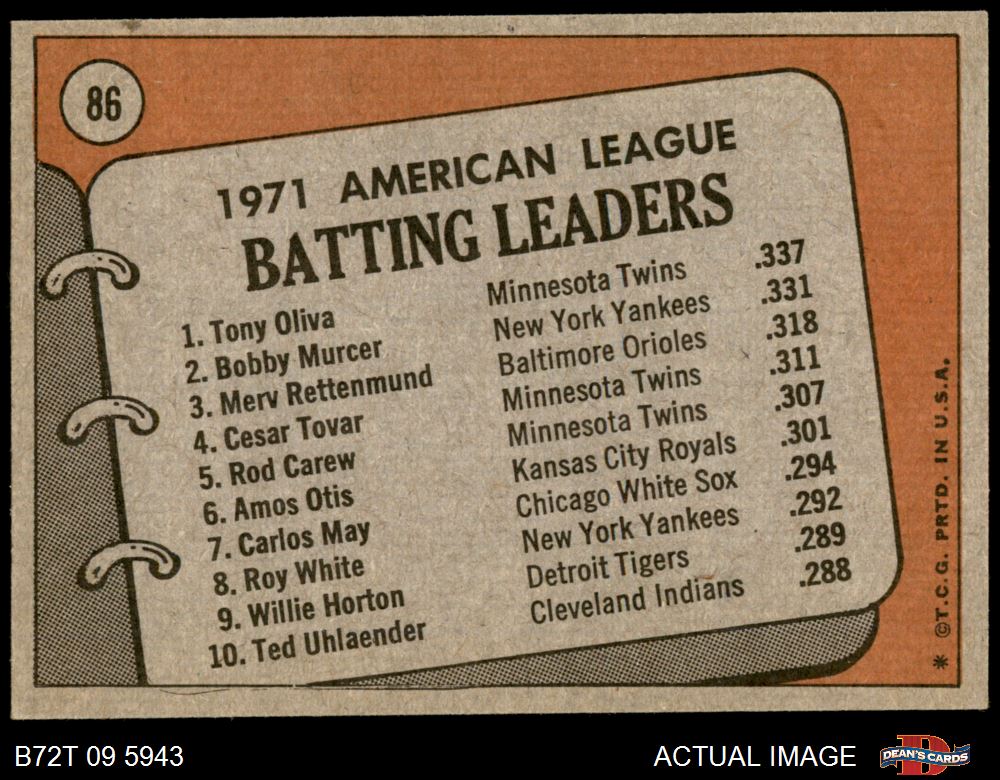 86
1971 AMERICAN LEAGUE
BATTING LEADERS
1. Tony Oliva Minnesota Twins .337
2. Bobby Murcer New York Yankees .331
3. Merv Rettenmund Baltimore Orioles .318
4. Cesar Tovar Minnesota Twins .311
5. Rod Carew Minnesota Twins .307
6. Amos Otis Kansas City Royals .301
7. Carlos May Chicago White Sox .294
8. Roy White New York Yankees .292
9. Willie Horton Detroit Tigers .289
10. Ted Uhlaender Cleveland Indians .288
* ©T.C.G. PRTD. IN U.S.A.
B72T 09 5943 ACTUAL IMAGE D DEAN'S CARDS